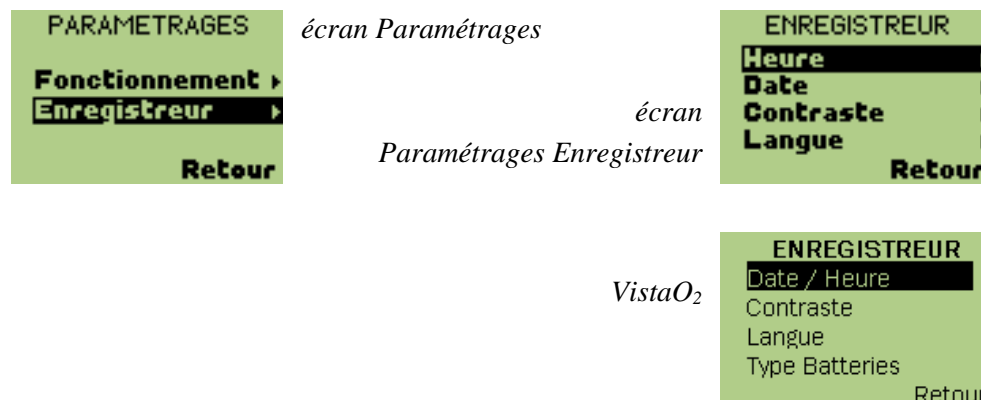 PARAMETRAGES
Fonctionnement
Enregistreur
Retour
écran Paramétrages
écran
Paramétrages Enregistreur
ENREGISTREUR
Heure
Date
Contraste
Langue
Retour
VistaO₂
ENREGISTREUR
Date / Heure
Contraste
Langue
Type Batteries
Retour